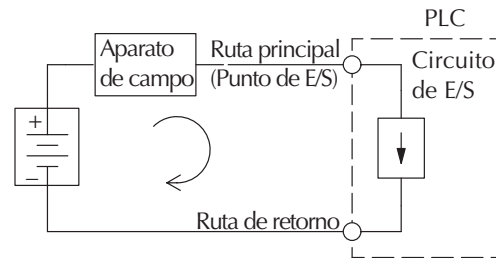 PLC
Aparato
de campo
Ruta principal
(Punto de E/S)
Circuito
de E/S
+
–
Ruta de retorno